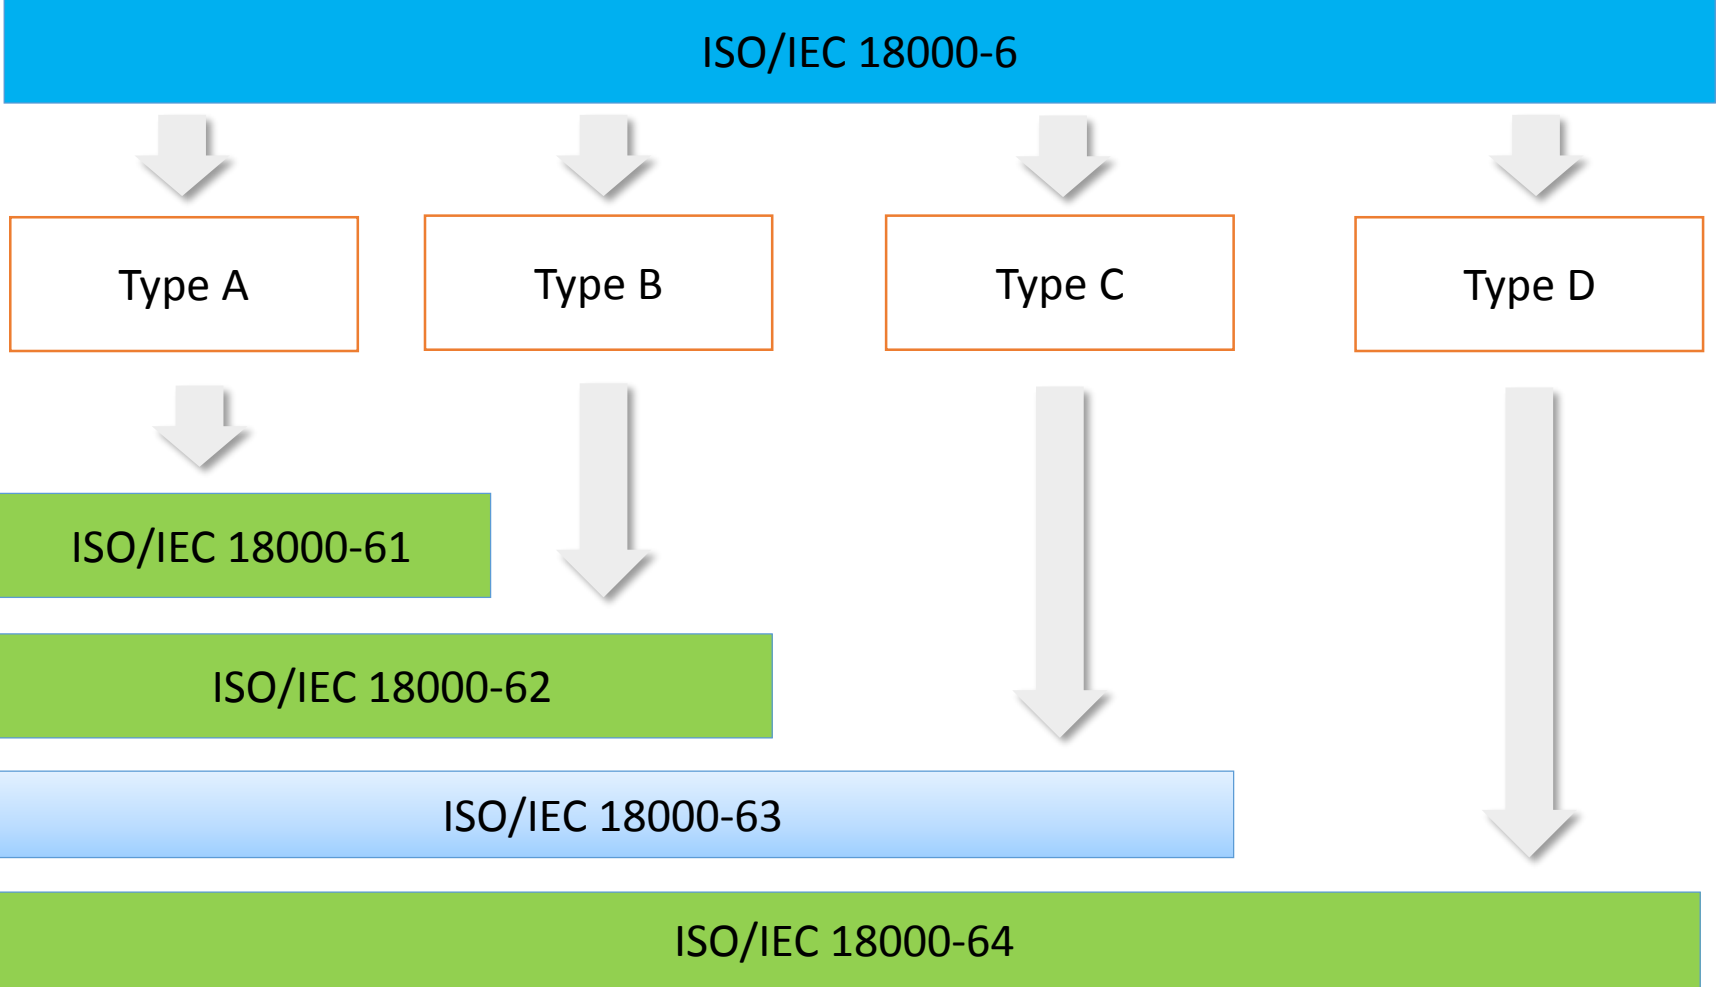 ISO/IEC 18000-6
Type A
Type B
Type C
Type D
ISO/IEC 18000-61
ISO/IEC 18000-62
ISO/IEC 18000-63
ISO/IEC 18000-64